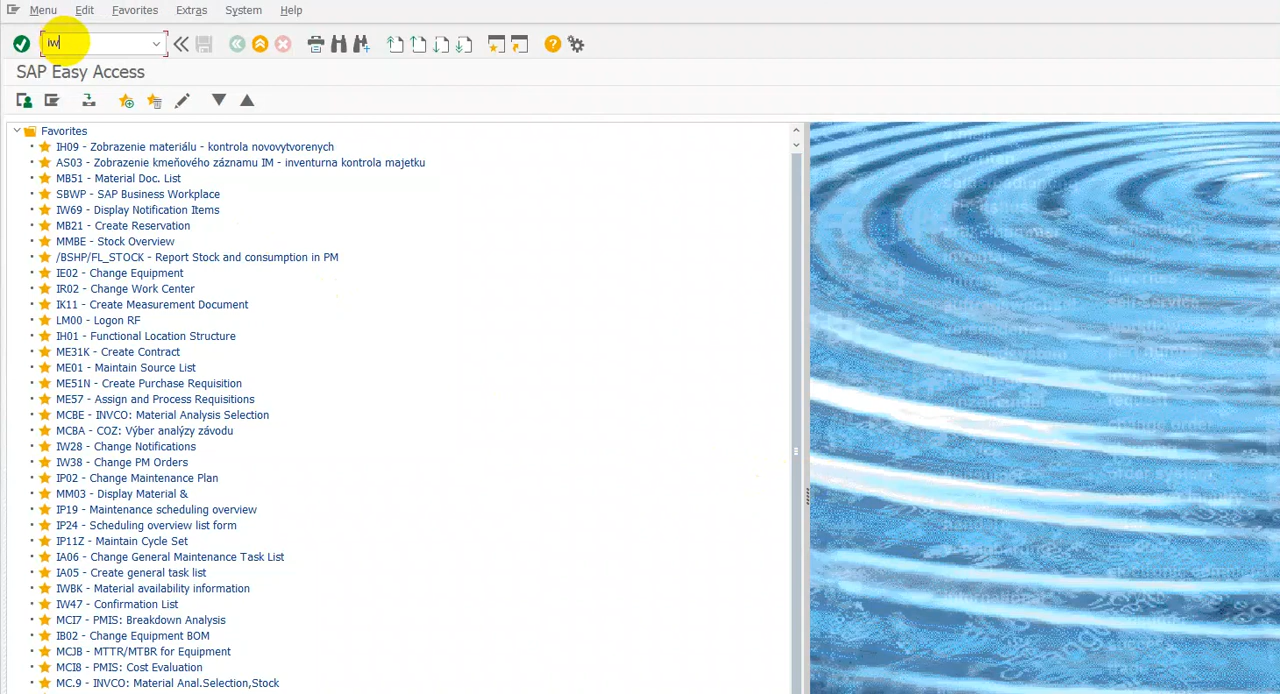 Menu Edit Favorites Extras System Help
iw
SAP Easy Access
Favorites
IH09 - Zobrazenie materiálu - kontrola novovytvorenych
AS03 - Zobrazenie kmeňového záznamu IM - inventurna kontrola majetku
MB51 - Material Doc. List
SBWP - SAP Business Workplace
IW69 - Display Notification Items
MB21 - Create Reservation
MMBE - Stock Overview
/BSHP/FL_STOCK - Report Stock and consumption in PM
IE02 - Change Equipment
IR02 - Change Work Center
IK11 - Create Measurement Document
LM00 - Logon RF
IH01 - Functional Location Structure
ME31K - Create Contract
ME01 - Maintain Source List
ME51N - Create Purchase Requisition
ME57 - Assign and Process Requisitions
MCBE - INVCO: Material Analysis Selection
MCBA - COZ: Výber analýzy závodu
IW28 - Change Notifications
IW38 - Change PM Orders
IP02 - Change Maintenance Plan
MM03 - Display Material &
IP19 - Maintenance scheduling overview
IP24 - Scheduling overview list form
IP11Z - Maintain Cycle Set
IA06 - Change General Maintenance Task List
IA05 - Create general task list
IWBK - Material availability information
IW47 - Confirmation List
MCI7 - PMIS: Breakdown Analysis
IB02 - Change Equipment BOM
MCJB - MTTR/MTBR for Equipment
MCI8 - PMIS: Cost Evaluation
MC.9 - INVCO: Material Anal.Selection,Stock